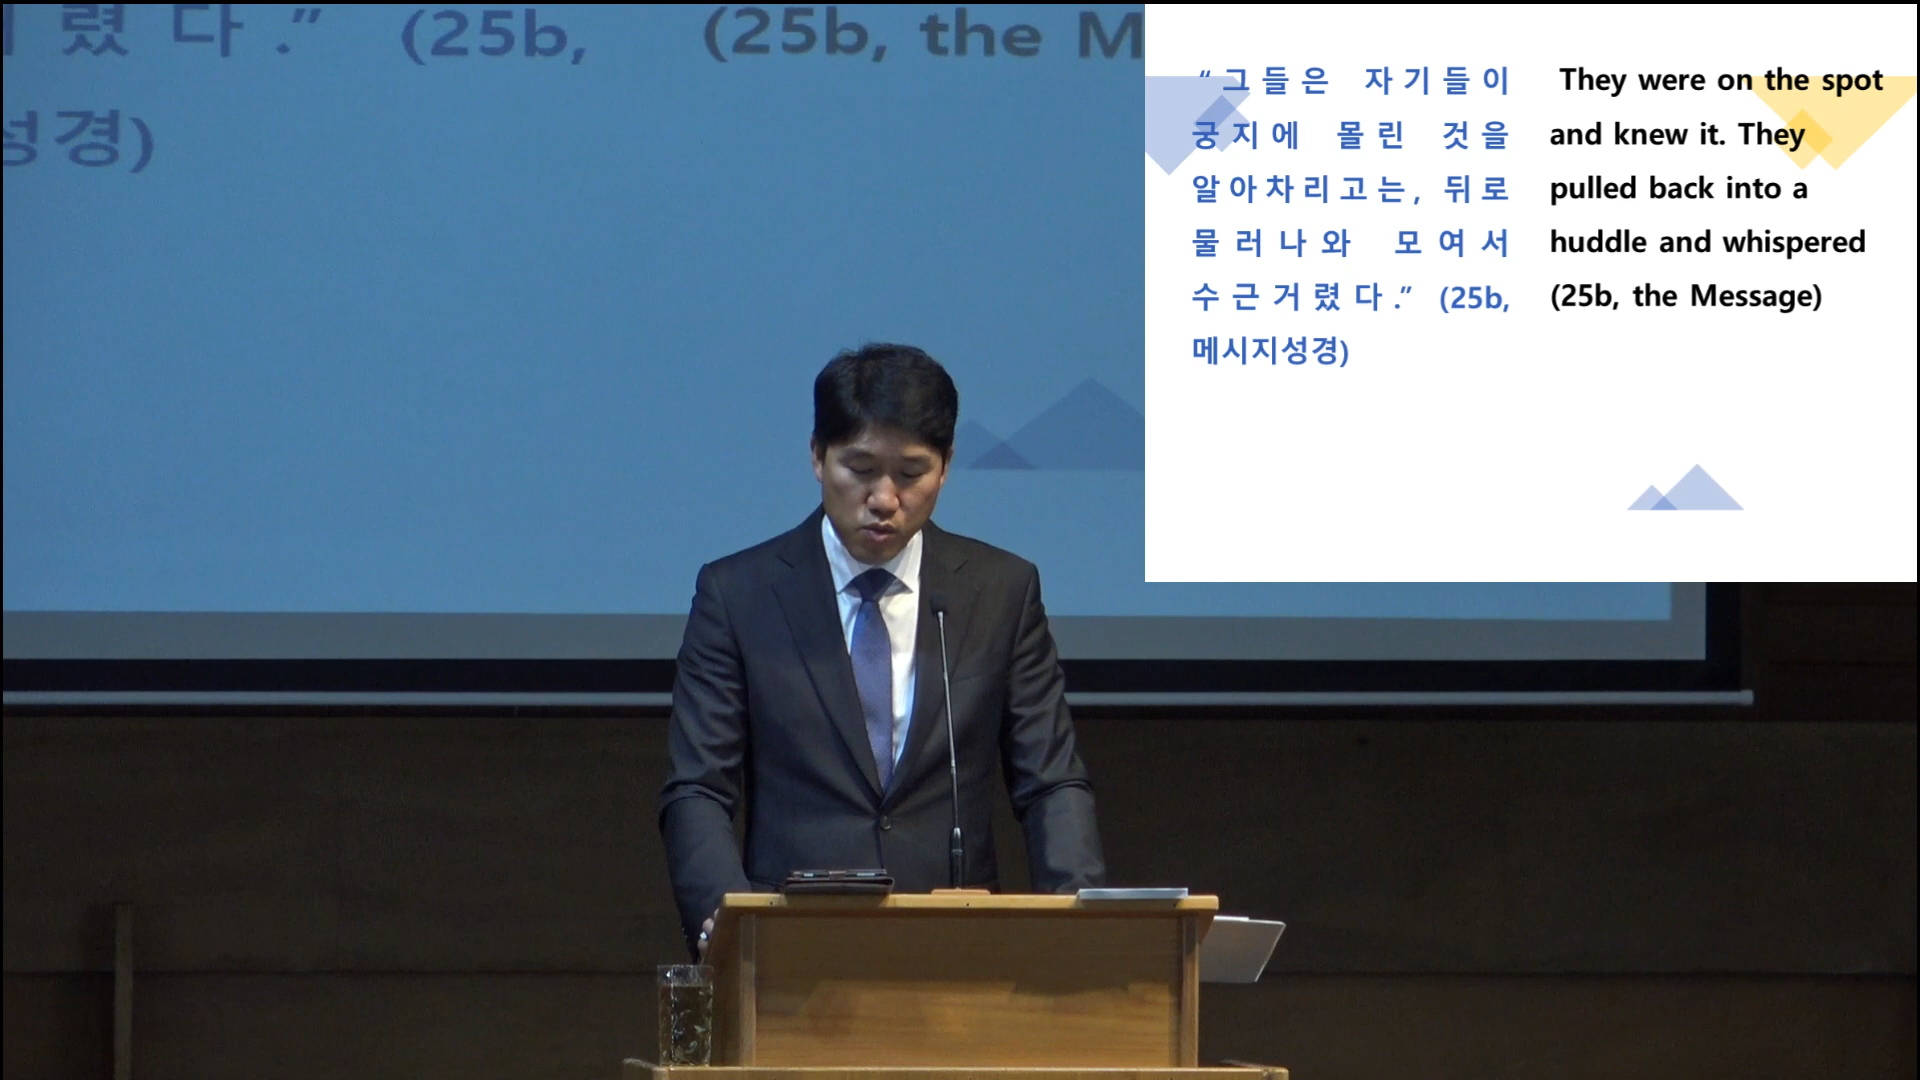 렸다.” (25b,
(25b, the M
성경)
“그들은 자기들이
궁지에 몰린 것을
알아차리고는, 뒤로
물러나와 모여서
수근거렸다.” (25b,
메시지성경)
They were on the spot
and knew it. They
pulled back into a
huddle and whispered
(25b, the Message)